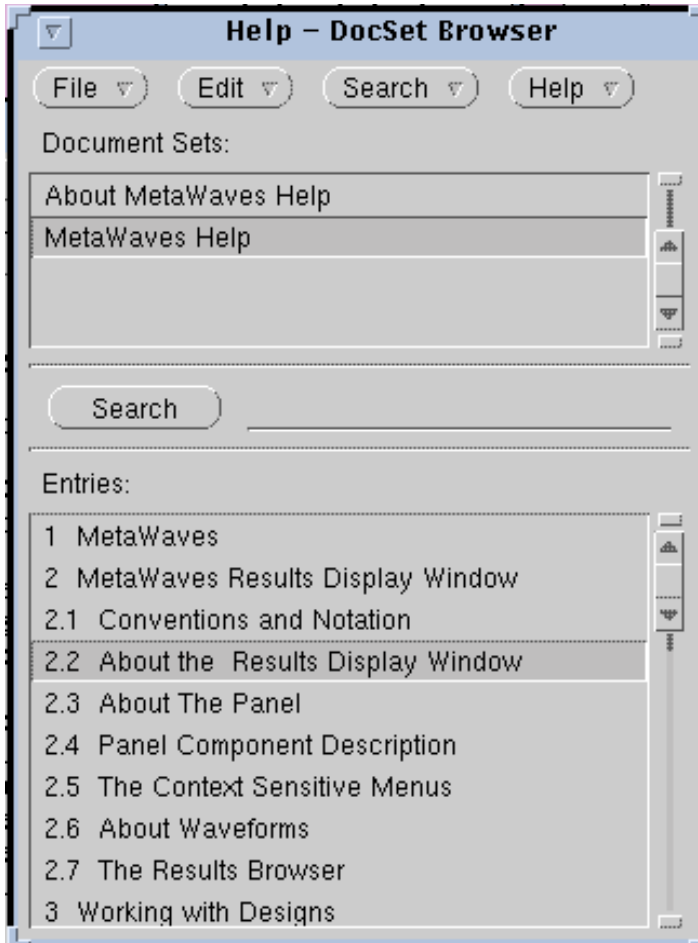 Help – DocSet Browser
File Edit Search Help
Document Sets:
About MetaWaves Help
MetaWaves Help
Search
Entries:
1 MetaWaves
2 MetaWaves Results Display Window
2.1 Conventions and Notation
2.2 About the Results Display Window
2.3 About The Panel
2.4 Panel Component Description
2.5 The Context Sensitive Menus
2.6 About Waveforms
2.7 The Results Browser
3 Working with Designs